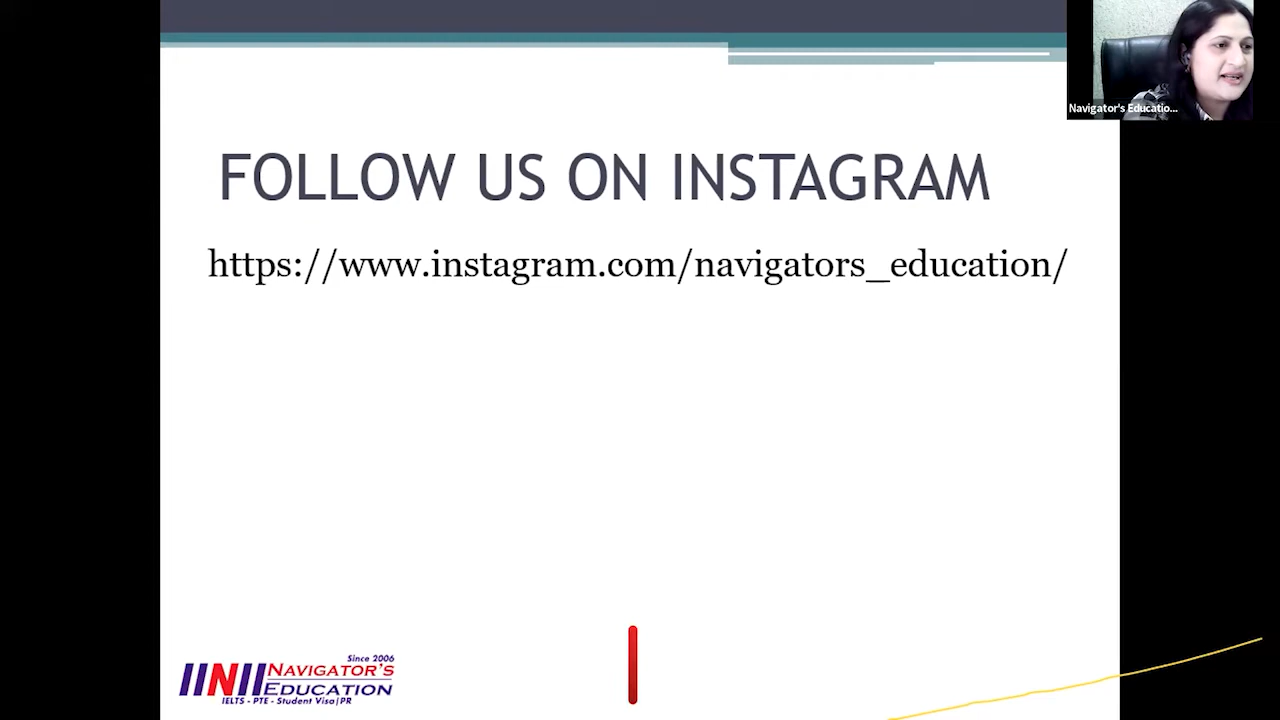 Navigator's Educatio...
FOLLOW US ON INSTAGRAM
https://www.instagram.com/navigators_education/
Since 2006
NAVIGATOR'S
EDUCATION
IELTS - PTE - Student Visa|PR